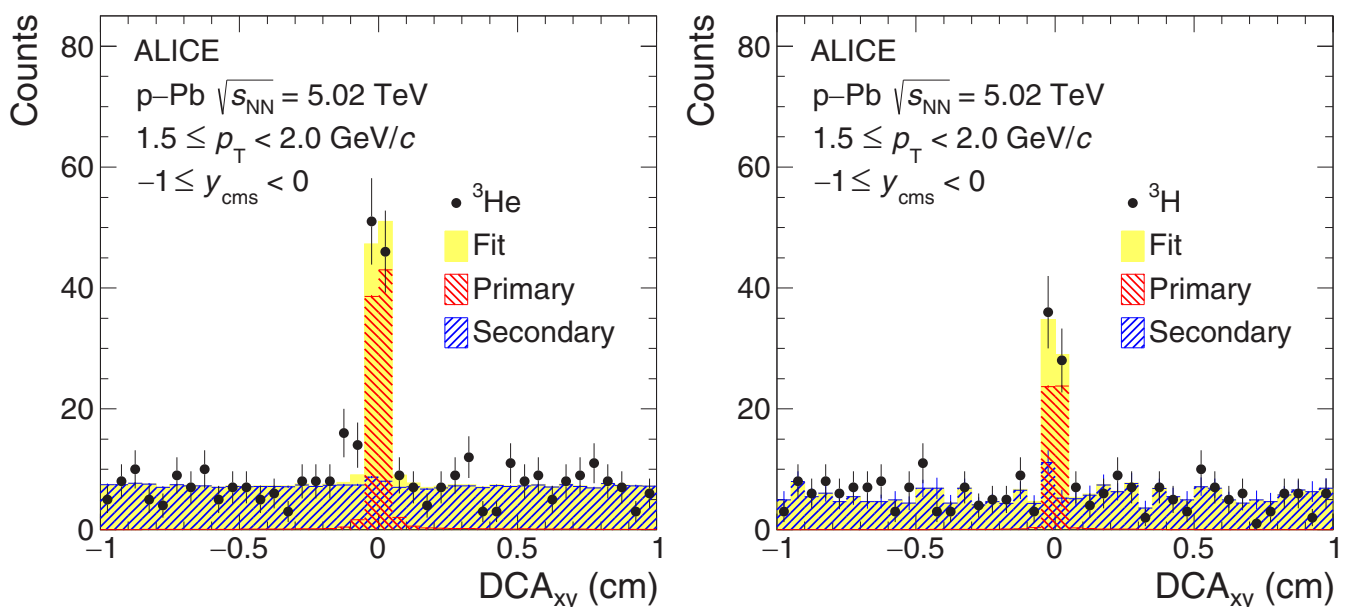 Counts
80
60
40
20
0
ALICE
p–Pb √sNN = 5.02 TeV
1.5 ≤ pT < 2.0 GeV/c
−1 ≤ ycms < 0
3He
Fit
Primary
Secondary
−1 −0.5 0 0.5 1
DCAxy (cm)
Counts
80
60
40
20
0
ALICE
p–Pb √sNN = 5.02 TeV
1.5 ≤ pT < 2.0 GeV/c
−1 ≤ ycms < 0
3H
Fit
Primary
Secondary
−1 −0.5 0 0.5 1
DCAxy (cm)